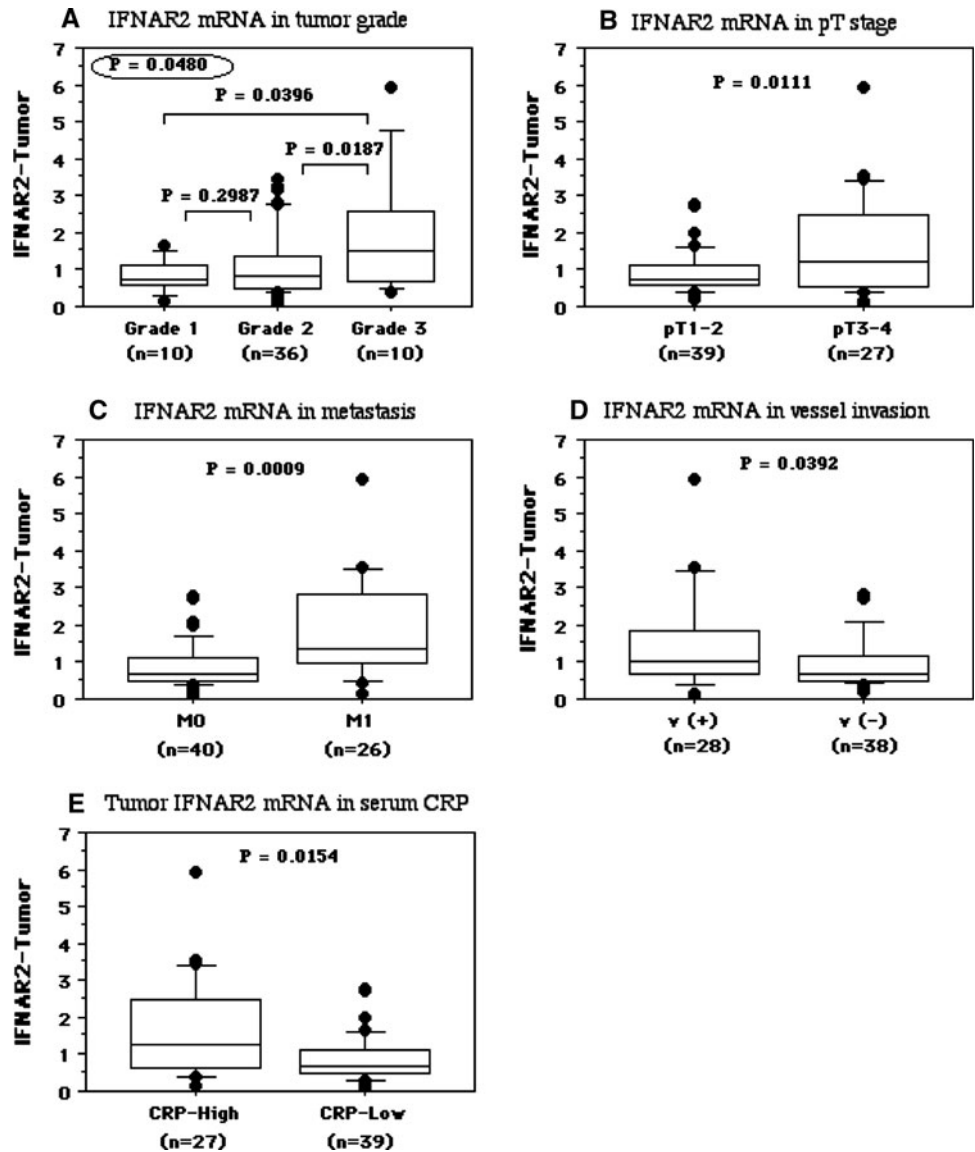 A IFNAR2 mRNA in tumor grade
IFNAR2-Tumor
7
6
5
4
3
2
1
0
P = 0.0480
P = 0.0396
P = 0.0187
P = 0.2987
Grade 1 Grade 2 Grade 3
(n=10) (n=36) (n=10)
B IFNAR2 mRNA in pT stage
IFNAR2-Tumor
7
6
5
4
3
2
1
0
P = 0.0111
pT1-2 pT3-4
(n=39) (n=27)
C IFNAR2 mRNA in metastasis
IFNAR2-Tumor
7
6
5
4
3
2
1
0
P = 0.0009
M0 M1
(n=40) (n=26)
D IFNAR2 mRNA in vessel invasion
IFNAR2-Tumor
7
6
5
4
3
2
1
0
P = 0.0392
v (+) v (-)
(n=28) (n=38)
E Tumor IFNAR2 mRNA in serum CRP
IFNAR2-Tumor
7
6
5
4
3
2
1
0
P = 0.0154
CRP-High CRP-Low
(n=27) (n=39)